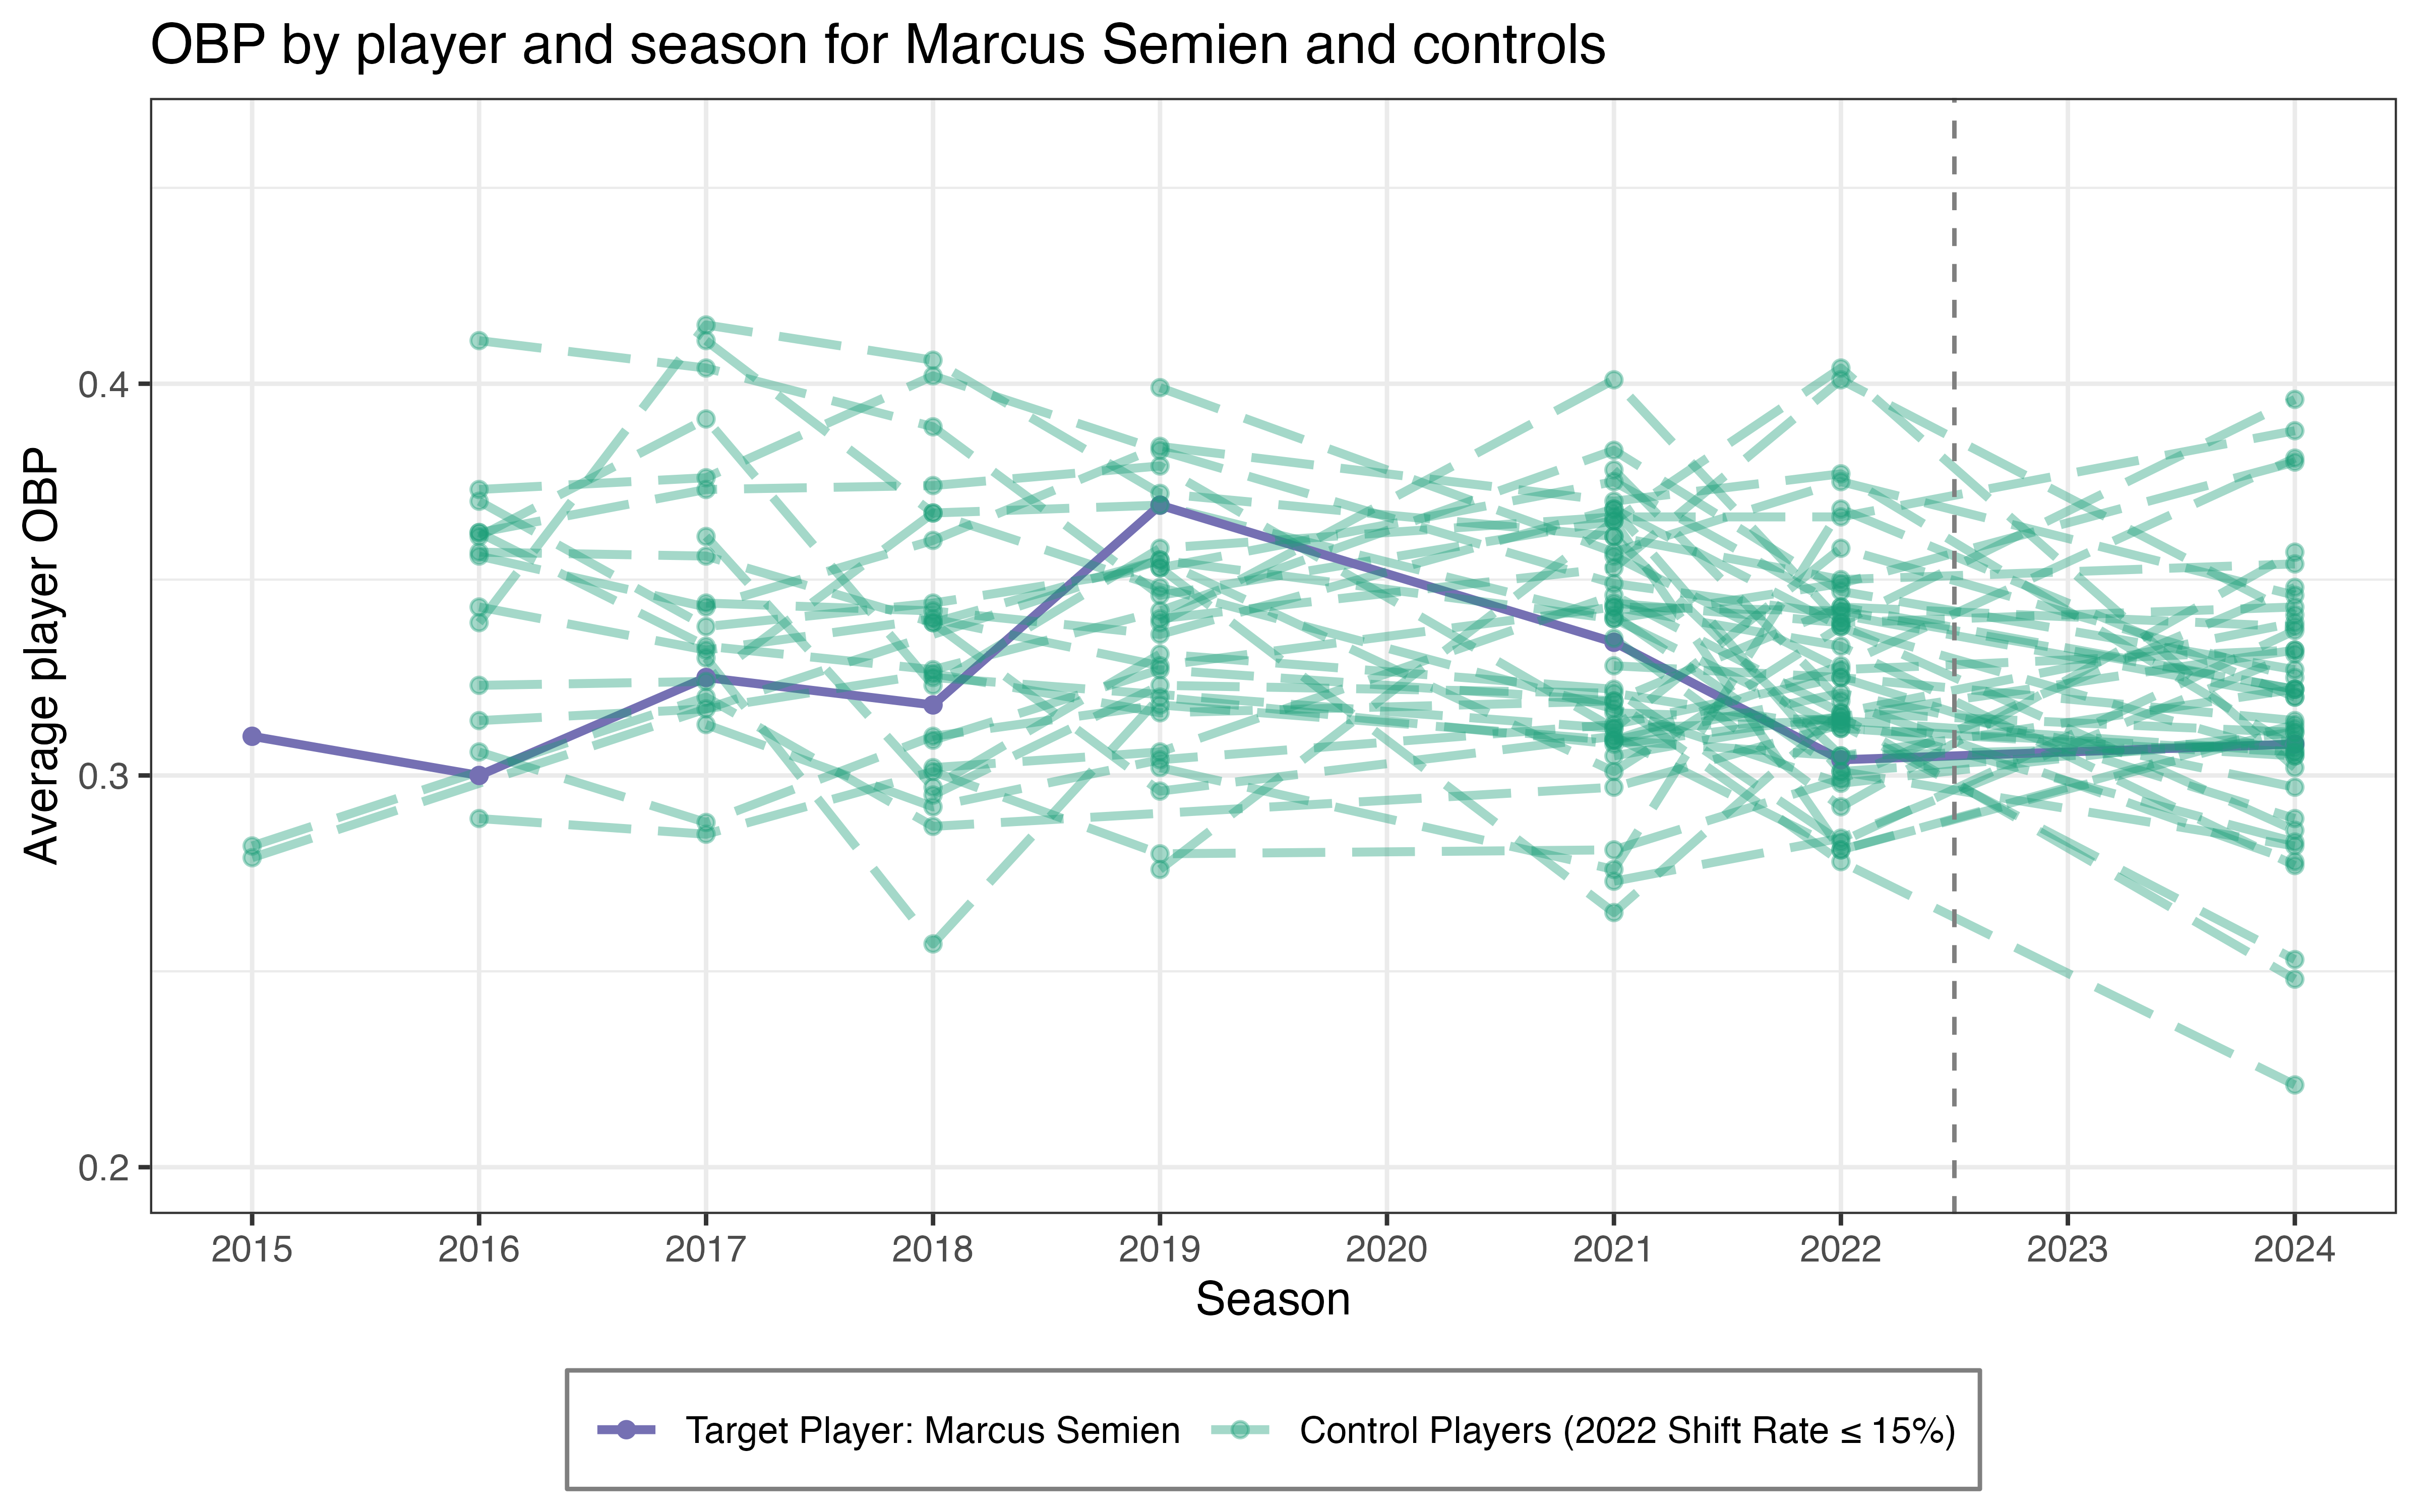 OBP by player and season for Marcus Semien and controls
Average player OBP
0.4
0.3
0.2
2015 2016 2017 2018 2019 2020 2021 2022 2023 2024
Season
Target Player: Marcus Semien Control Players (2022 Shift Rate ≤ 15%)